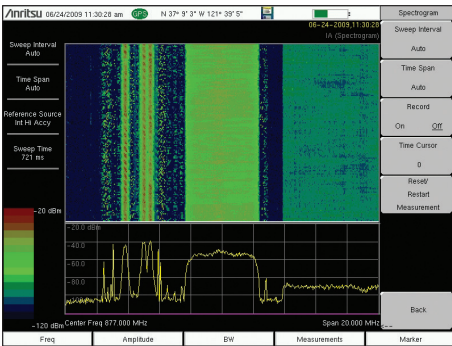 Anritsu 06/24/2009 11:30:28 am GPS N 37° 9' 3" W 121° 39' 5"
Spectrogram
06-24-2009,11:30:28
IA (Spectrogram)
Sweep Interval
Auto
Time Span
Auto
Reference Source
Int Hi Accy
Sweep Time
721 ms
-20 dBm
-120 dBm
-20.0 dBm
-40.0
-60.0
-80.0
Center Freq 877.000 MHz
Span 20.000 MHz
Sweep Interval
Auto
Time Span
Auto
Record
On Off
Time Cursor
0
Reset/
Restart
Measurement
Back
<--
Freq
Amplitude
BW
Measurements
Marker